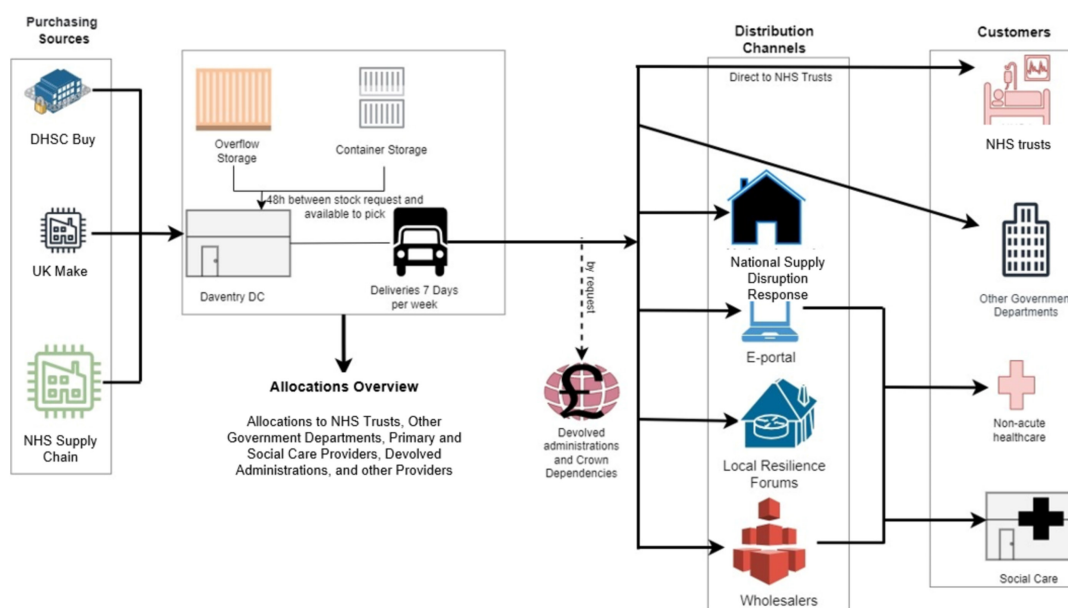 Purchasing
Sources
DHSC Buy
UK Make
NHS Supply
Chain
Overflow
Storage
Container Storage
48h between stock request and
available to pick
Daventry DC
Deliveries 7 Days
per week
Allocations Overview
Allocations to NHS Trusts, Other
Government Departments, Primary and
Social Care Providers, Devolved
Administrations, and other Providers
by request
£
Devolved
administrations
and Crown
Dependencies
Distribution
Channels
Direct to NHS Trusts
National Supply
Disruption
Response
E-portal
Local Resilience
Forums
Wholesalers
Customers
NHS trusts
Other Government
Departments
Non-acute
healthcare
Social Care